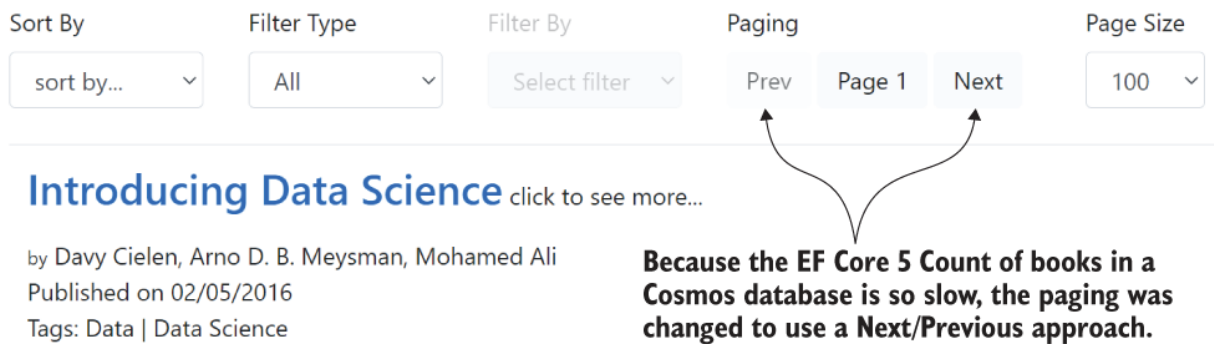 Sort By Filter Type Filter By Paging Page Size
sort by... All Select filter Prev Page 1 Next 100
Introducing Data Science click to see more...
by Davy Cielen, Arno D. B. Meysman, Mohamed Ali
Published on 02/05/2016
Tags: Data | Data Science
Because the EF Core 5 Count of books in a
Cosmos database is so slow, the paging was
changed to use a Next/Previous approach.